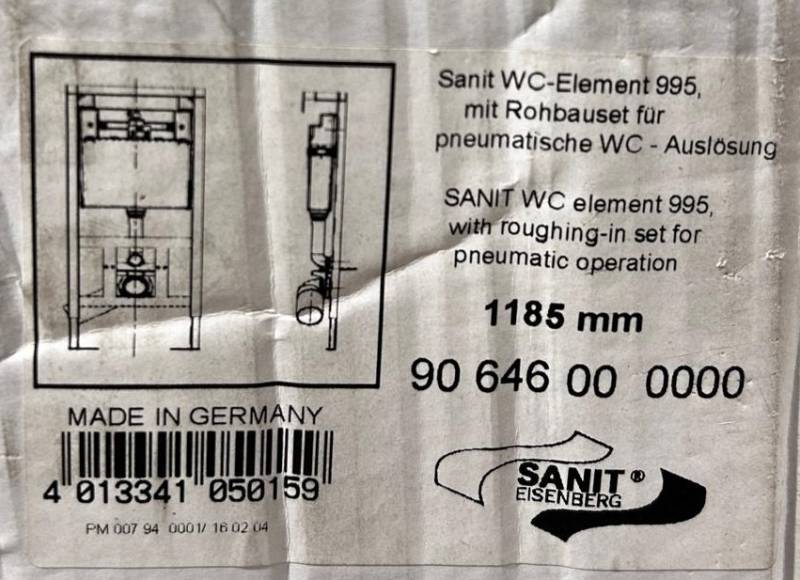 Sanit WC-Element 995,
mit Rohbauset für
pneumatische WC - Auslösung
SANIT WC element 995,
with roughing-in set for
pneumatic operation
1185 mm
90 646 00 0000
MADE IN GERMANY
4 013341 050159
PM 007 94 0001/ 16 02 04
SANIT®
EISENBERG